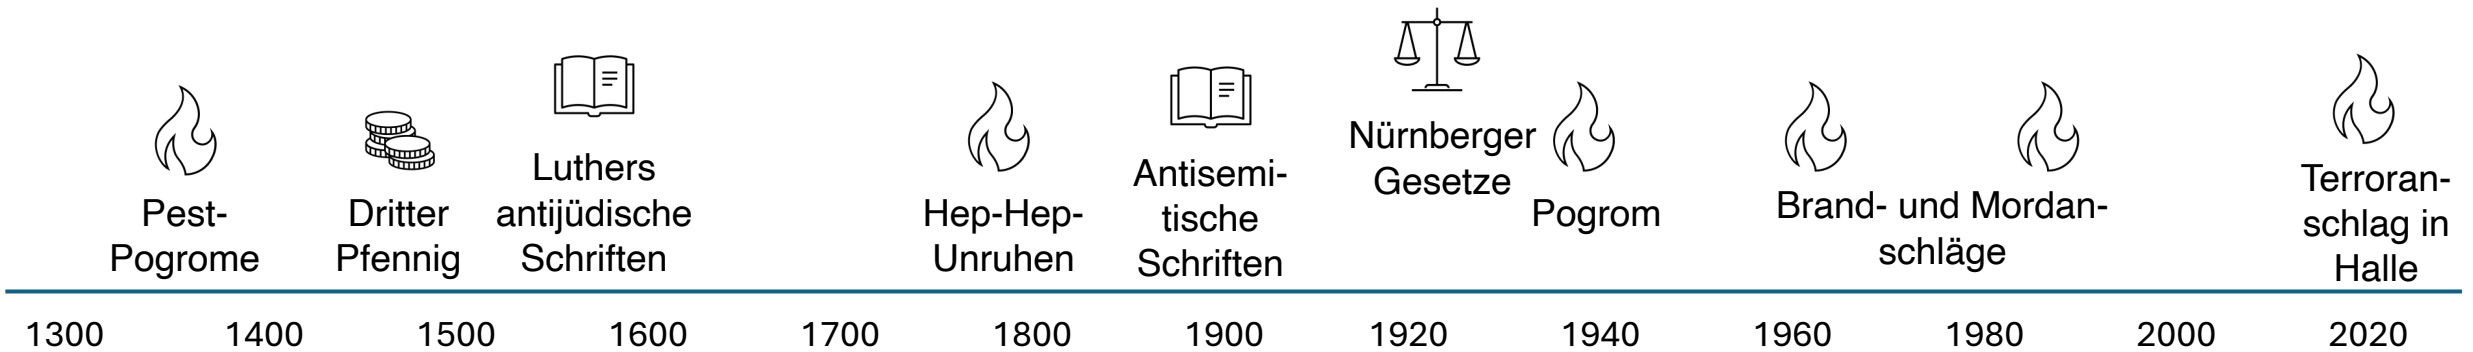 Pest-
Pogrome
Dritter
Pfennig
Luthers
antijüdische
Schriften
Hep-Hep-
Unruhen
Antisemi-
tische
Schriften
Nürnberger
Gesetze
Pogrom
Brand- und Mordan-
schläge
Terroran-
schlag in
Halle
1300 1400 1500 1600 1700 1800 1900 1920 1940 1960 1980 2000 2020